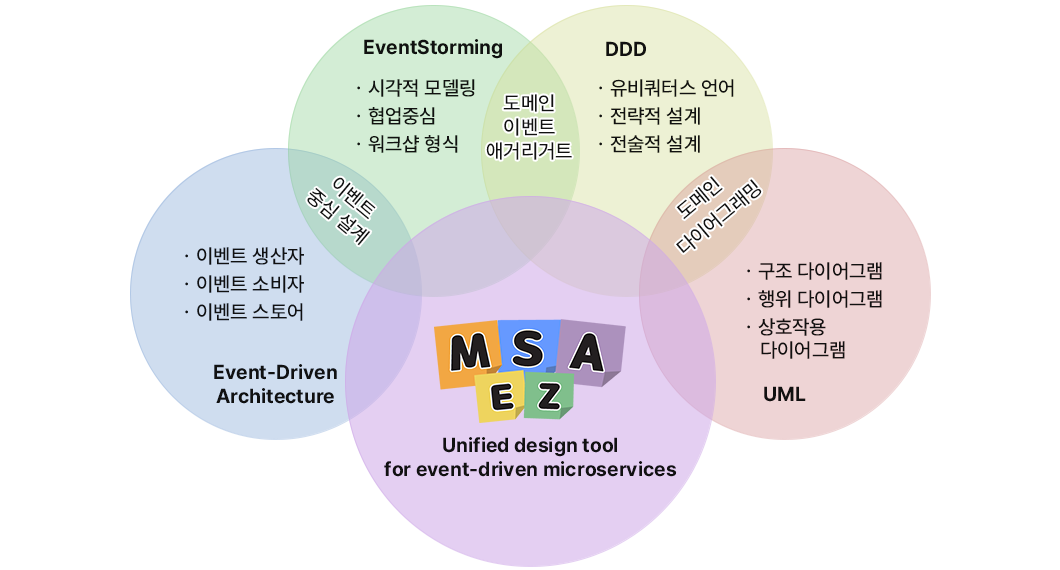 EventStorming
· 시각적 모델링
· 협업중심
· 워크샵 형식
도메인
이벤트
애거리거트
DDD
· 유비쿼터스 언어
· 전략적 설계
· 전술적 설계
이벤트
중심 설계
도메인
다이어그래밍
· 이벤트 생산자
· 이벤트 소비자
· 이벤트 스토어
Event-Driven
Architecture
· 구조 다이어그램
· 행위 다이어그램
· 상호작용
다이어그램
UML
MSA
EZ
Unified design tool
for event-driven microservices